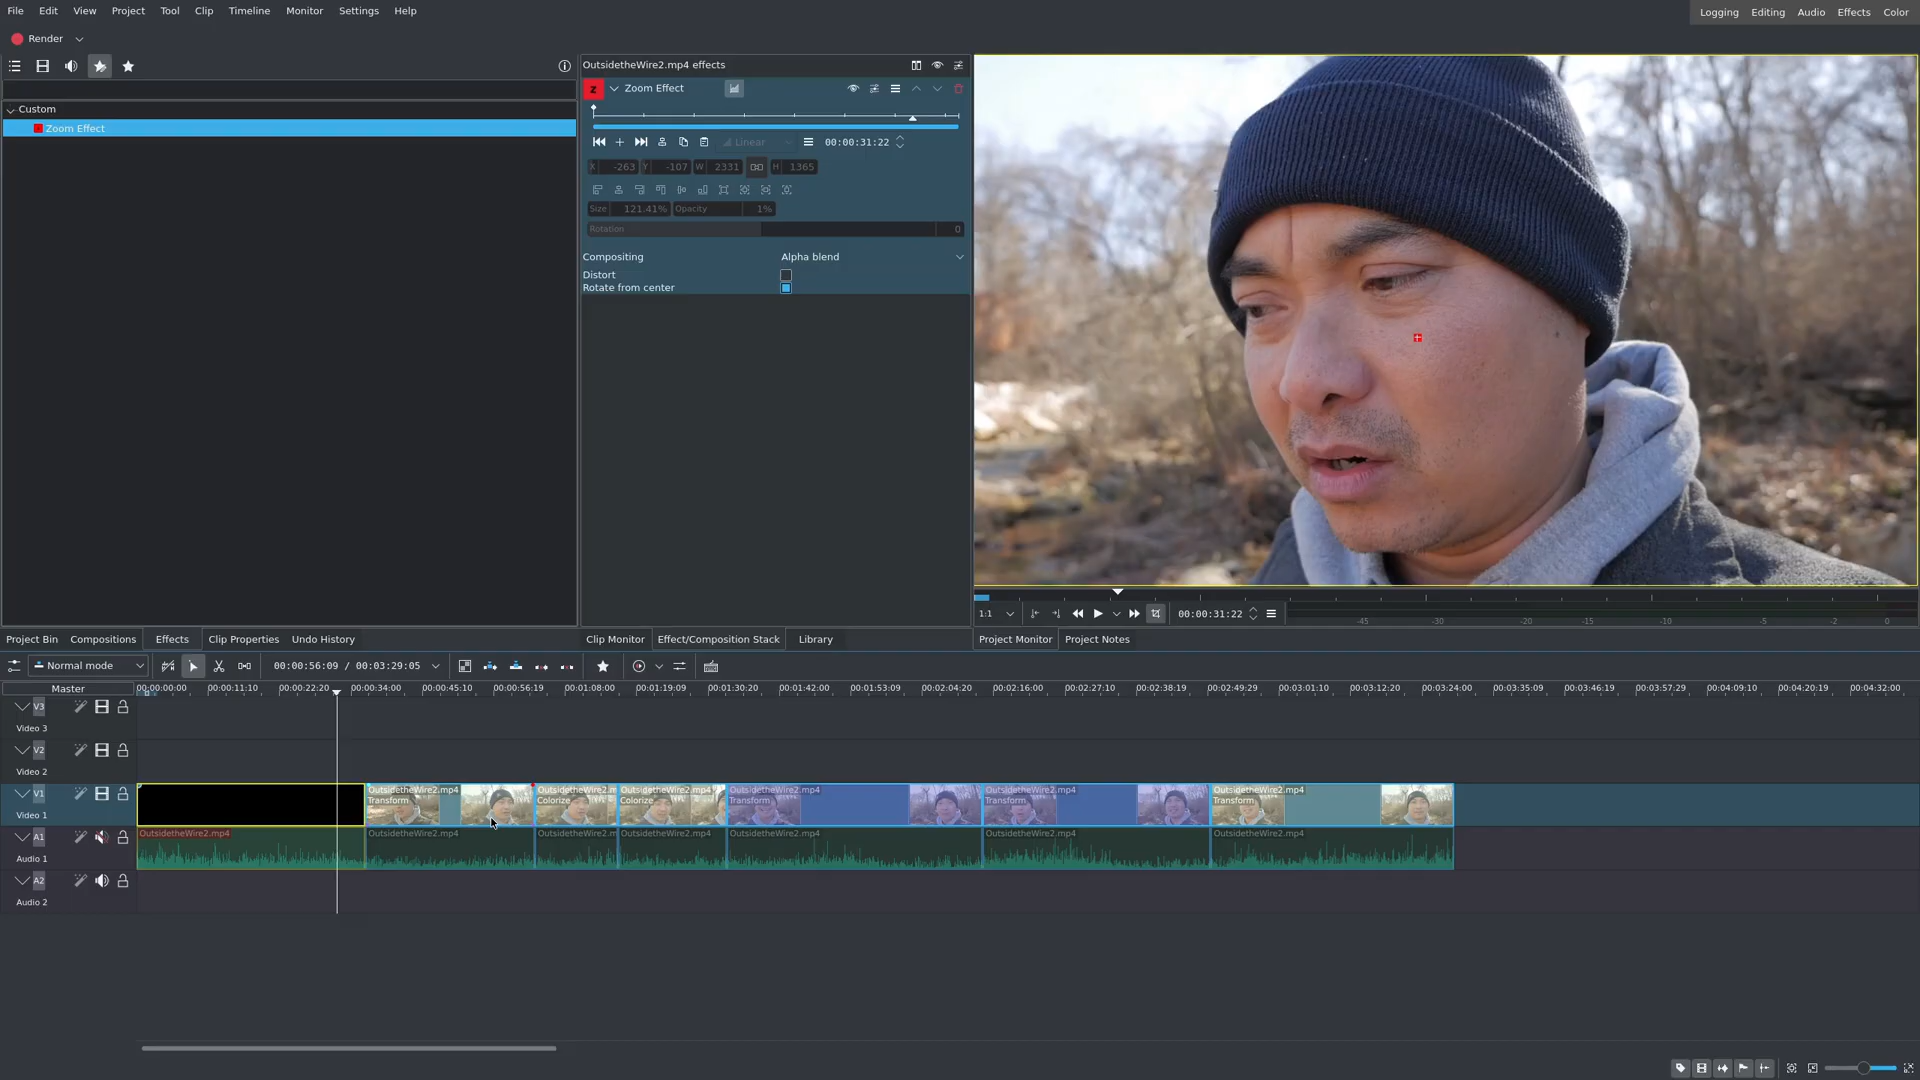 File Edit View Project Tool Clip Timeline Monitor Settings Help
Logging Editing Audio Effects Color
Render
OutsidetheWire2.mp4 effects
z Zoom Effect
Custom
Zoom Effect
Linear 00:00:31:22
X -263 Y -107 W 2331 H 1365
Size 121.41% Opacity 1%
Rotation 0
Compositing Alpha blend
Distort
Rotate from center
1:1 00:00:31:22 -45 -30 -20 -15 -10 -5 -2 0
Project Bin Compositions Effects Clip Properties Undo History
Clip Monitor Effect/Composition Stack Library
Project Monitor Project Notes
Normal mode 00:00:56:09 / 00:03:29:05
Master 00:00:00:00 00:00:11:10 00:00:22:20 00:00:34:00 00:00:45:10 00:00:56:19 00:01:08:00 00:01:19:09 00:01:30:20 00:01:42:00 00:01:53:09 00:02:04:20 00:02:16:00 00:02:27:10 00:02:38:19 00:02:49:29 00:03:01:10 00:03:12:20 00:03:24:00 00:03:35:09 00:03:46:19 00:03:57:29 00:04:09:10 00:04:20:19 00:04:32:00
V3
Video 3
V2
Video 2
V1
Video 1
OutsidetheWire2.mp4 OutsidetheWire2.m OutsidetheWire2.mp4 OutsidetheWire2.mp4 OutsidetheWire2.mp4 OutsidetheWire2.mp4
Transform Colorize Colorize Transform Transform Transform
A1
Audio 1
OutsidetheWire2.mp4 OutsidetheWire2.mp4 OutsidetheWire2.m OutsidetheWire2.mp4 OutsidetheWire2.mp4 OutsidetheWire2.mp4 OutsidetheWire2.mp4
A2
Audio 2